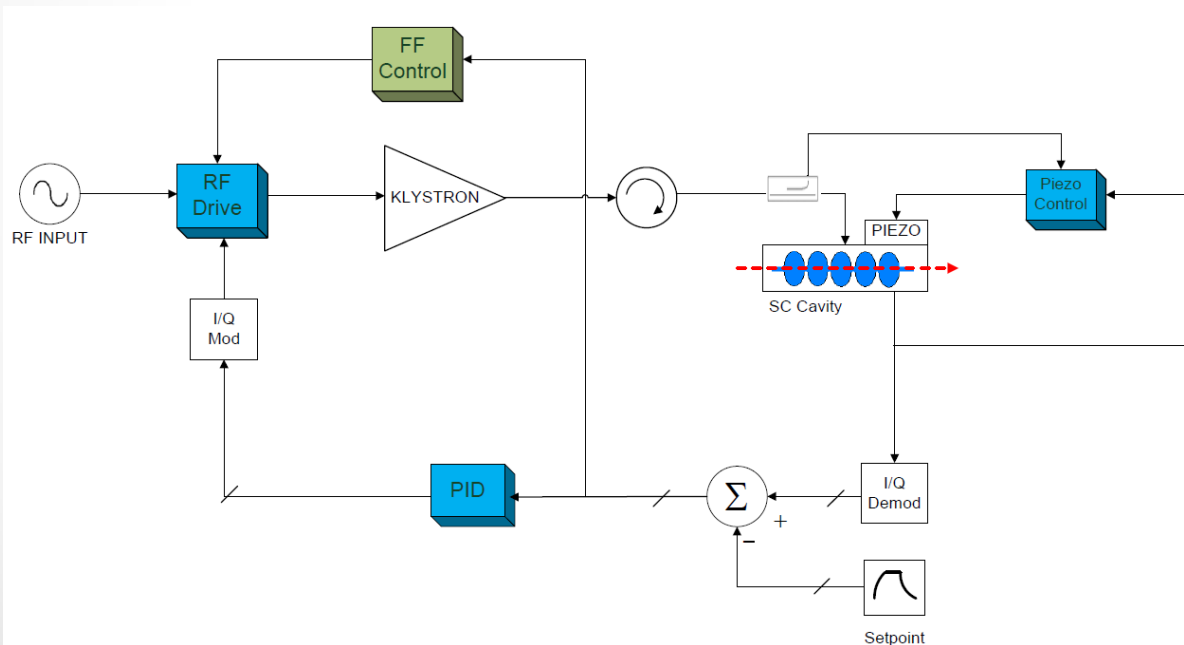 FF
Control
RF
Drive
KLYSTRON
RF INPUT
Piezo
Control
PIEZO
SC Cavity
I/Q
Mod
PID
Σ
+
−
I/Q
Demod
Setpoint